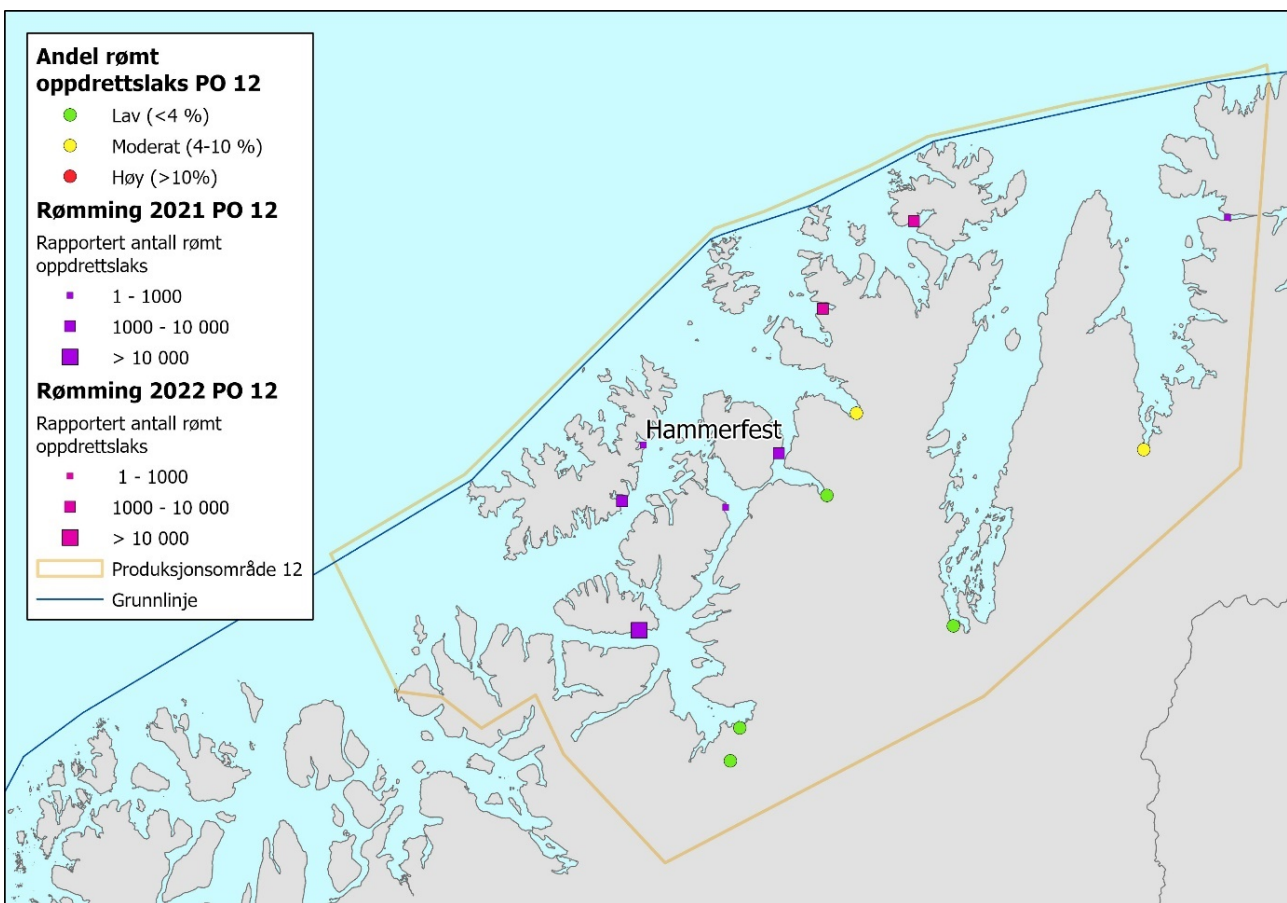 Andel rømt
oppdrettslaks PO 12
Lav (<4 %)
Moderat (4-10 %)
Høy (>10%)
Rømming 2021 PO 12
Rapportert antall rømt
oppdrettslaks
1 - 1000
1000 - 10 000
> 10 000
Rømming 2022 PO 12
Rapportert antall rømt
oppdrettslaks
1 - 1000
1000 - 10 000
> 10 000
Produksjonsområde 12
Grunnlinje
Hammerfest